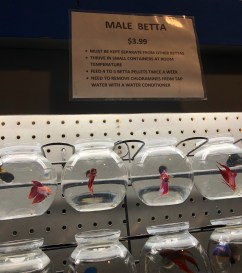 MALE BETTA
$3.99
• MUST BE KEPT SEPARATE FROM OTHER BETTAS
• THRIVE IN SMALL CONTAINERS AT ROOM
TEMPERATURE
• FEED 4 TO 6 BETTA PELLETS TWICE A WEEK
• NEED TO REMOVE CHLORAMINES FROM TAP
WATER WITH A WATER CONDITIONER